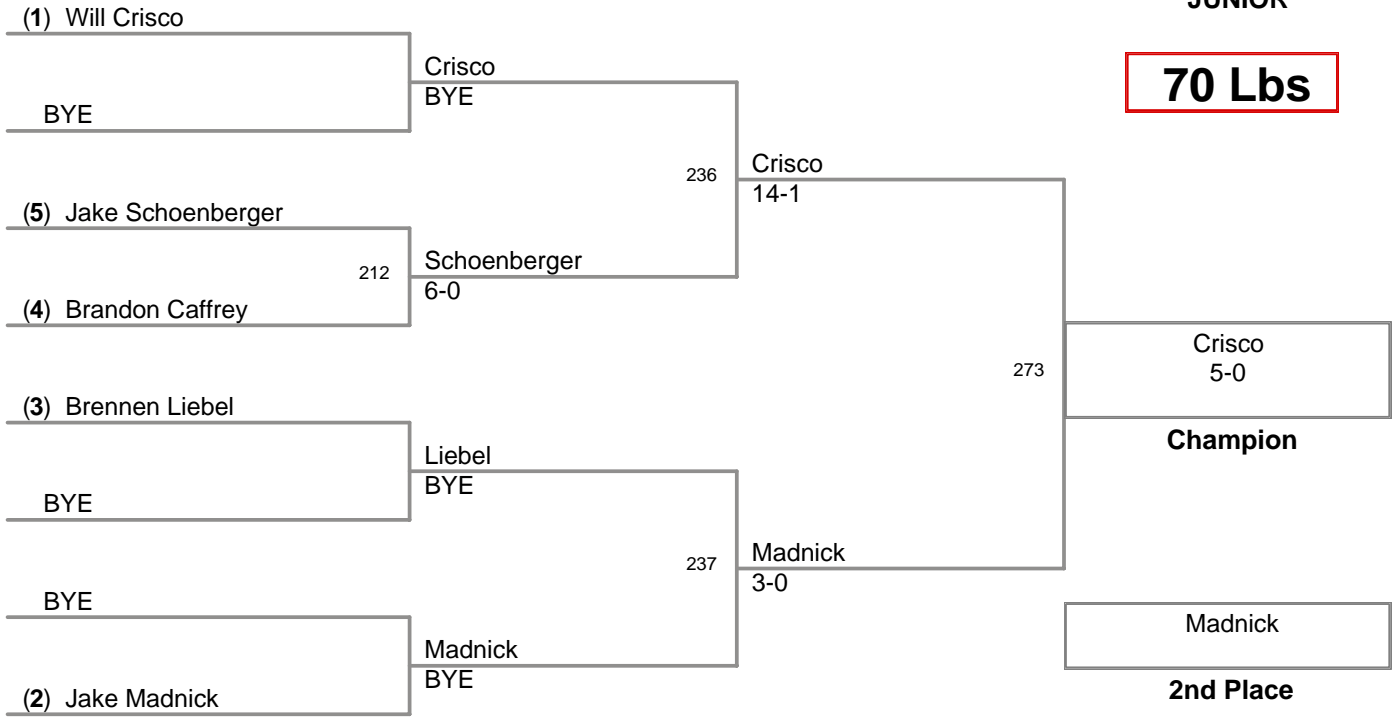 JUNIOR
70 Lbs
(1) Will Crisco
BYE
Crisco
BYE
(5) Jake Schoenberger
212
(4) Brandon Caffrey
Schoenberger
6-0
236
Crisco
14-1
(3) Brennen Liebel
BYE
Liebel
BYE
BYE
(2) Jake Madnick
Madnick
BYE
237
Madnick
3-0
273
Crisco
5-0
Champion
Madnick
2nd Place